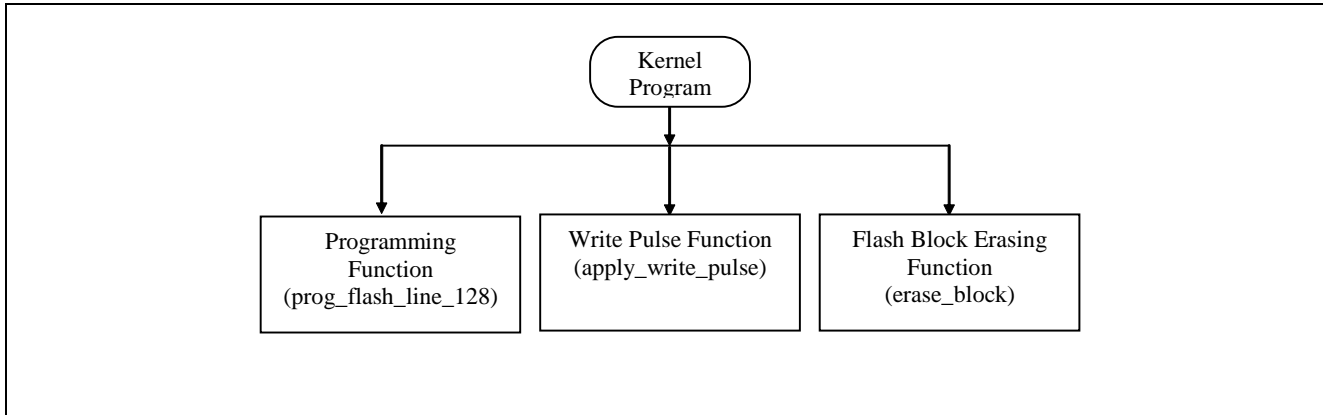 Kernel
Program
Programming
Function
(prog_flash_line_128)
Write Pulse Function
(apply_write_pulse)
Flash Block Erasing
Function
(erase_block)